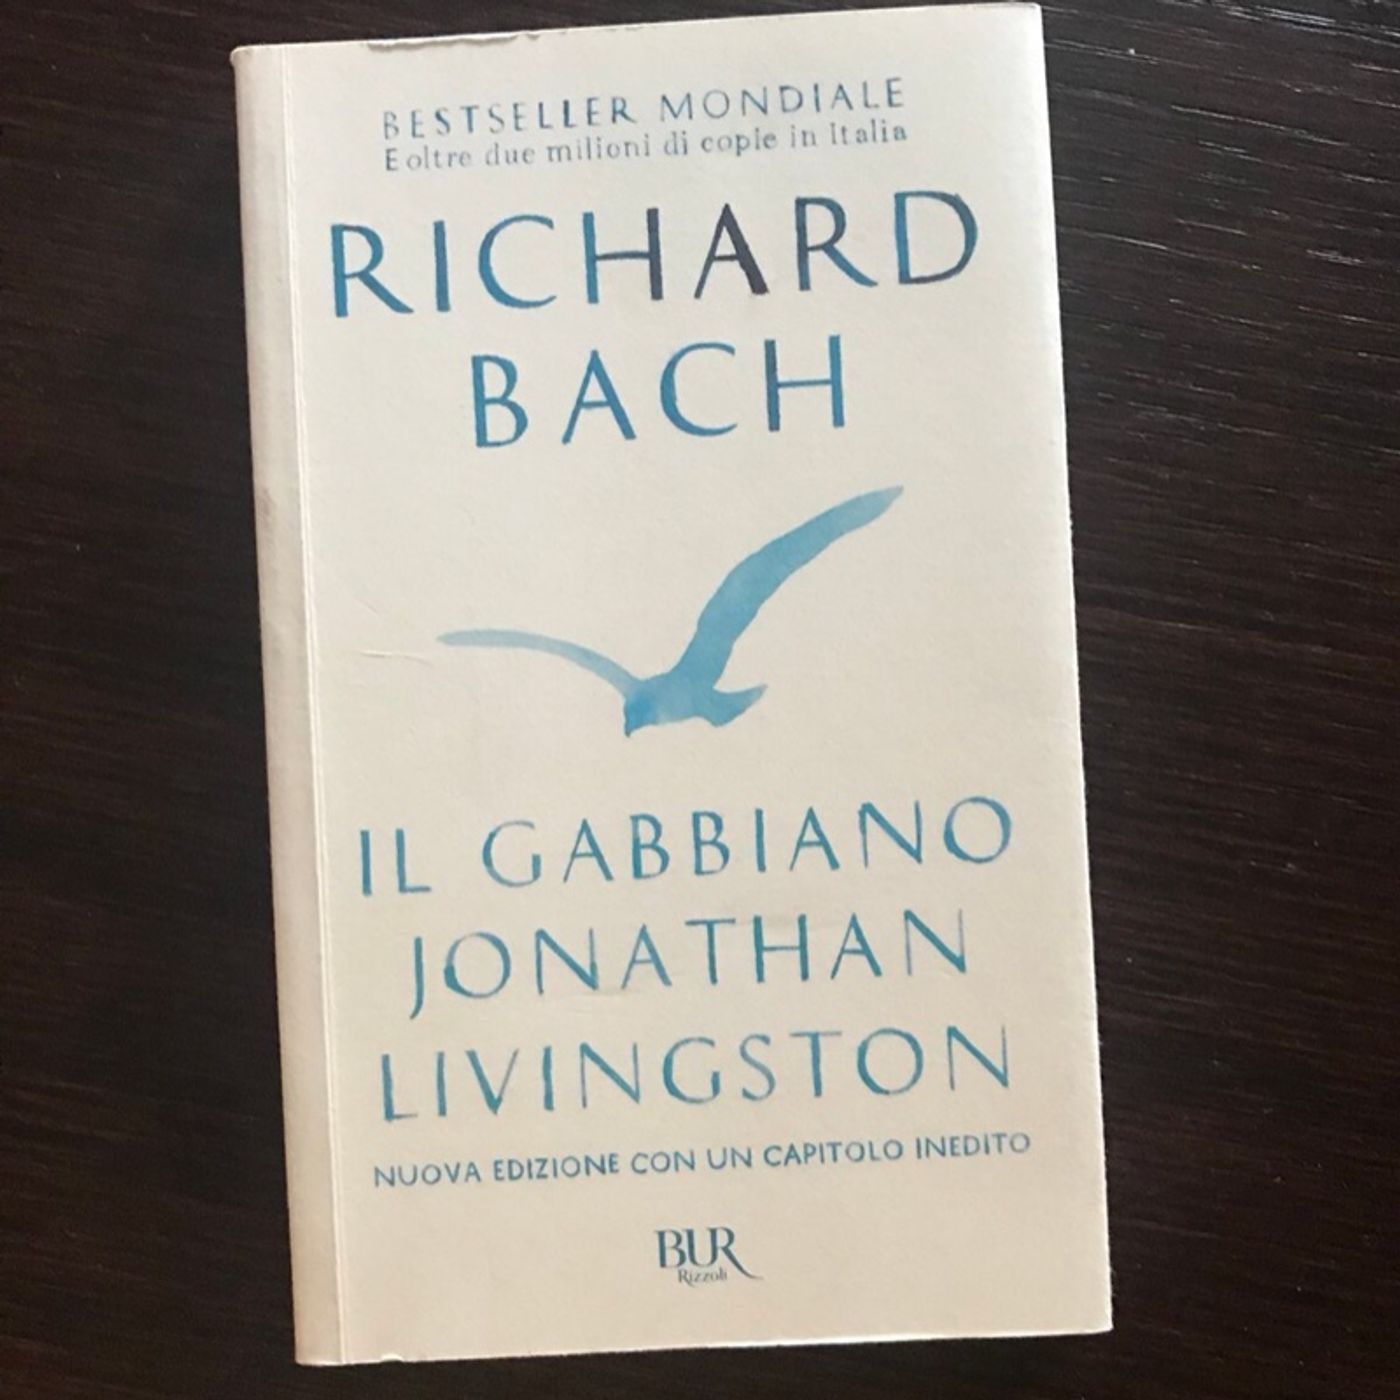 BESTSELLER MONDIALE
E oltre due milioni di copie in Italia
RICHARD
BACH
IL GABBIANO
JONATHAN
LIVINGSTON
NUOVA EDIZIONE CON UN CAPITOLO INEDITO
BUR
Rizzoli